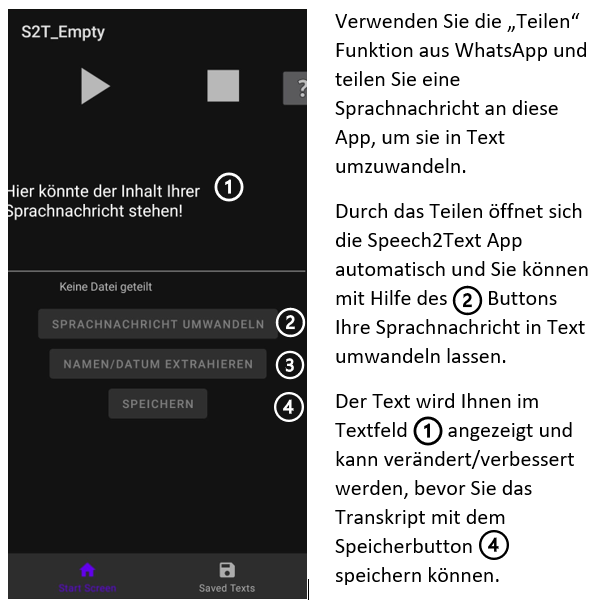 S2T_Empty
?
Hier könnte der Inhalt Ihrer
Sprachnachricht stehen!
1
Keine Datei geteilt
SPRACHNACHRICHT UMWANDELN
2
NAMEN/DATUM EXTRAHIEREN
3
SPEICHERN
4
Start Screen
Saved Texts
Verwenden Sie die „Teilen“
Funktion aus WhatsApp und
teilen Sie eine
Sprachnachricht an diese
App, um sie in Text
umzuwandeln.
Durch das Teilen öffnet sich
die Speech2Text App
automatisch und Sie können
mit Hilfe des 2 Buttons
Ihre Sprachnachricht in Text
umwandeln lassen.
Der Text wird Ihnen im
Textfeld 1 angezeigt und
kann verändert/verbessert
werden, bevor Sie das
Transkript mit dem
Speicherbutton 4
speichern können.